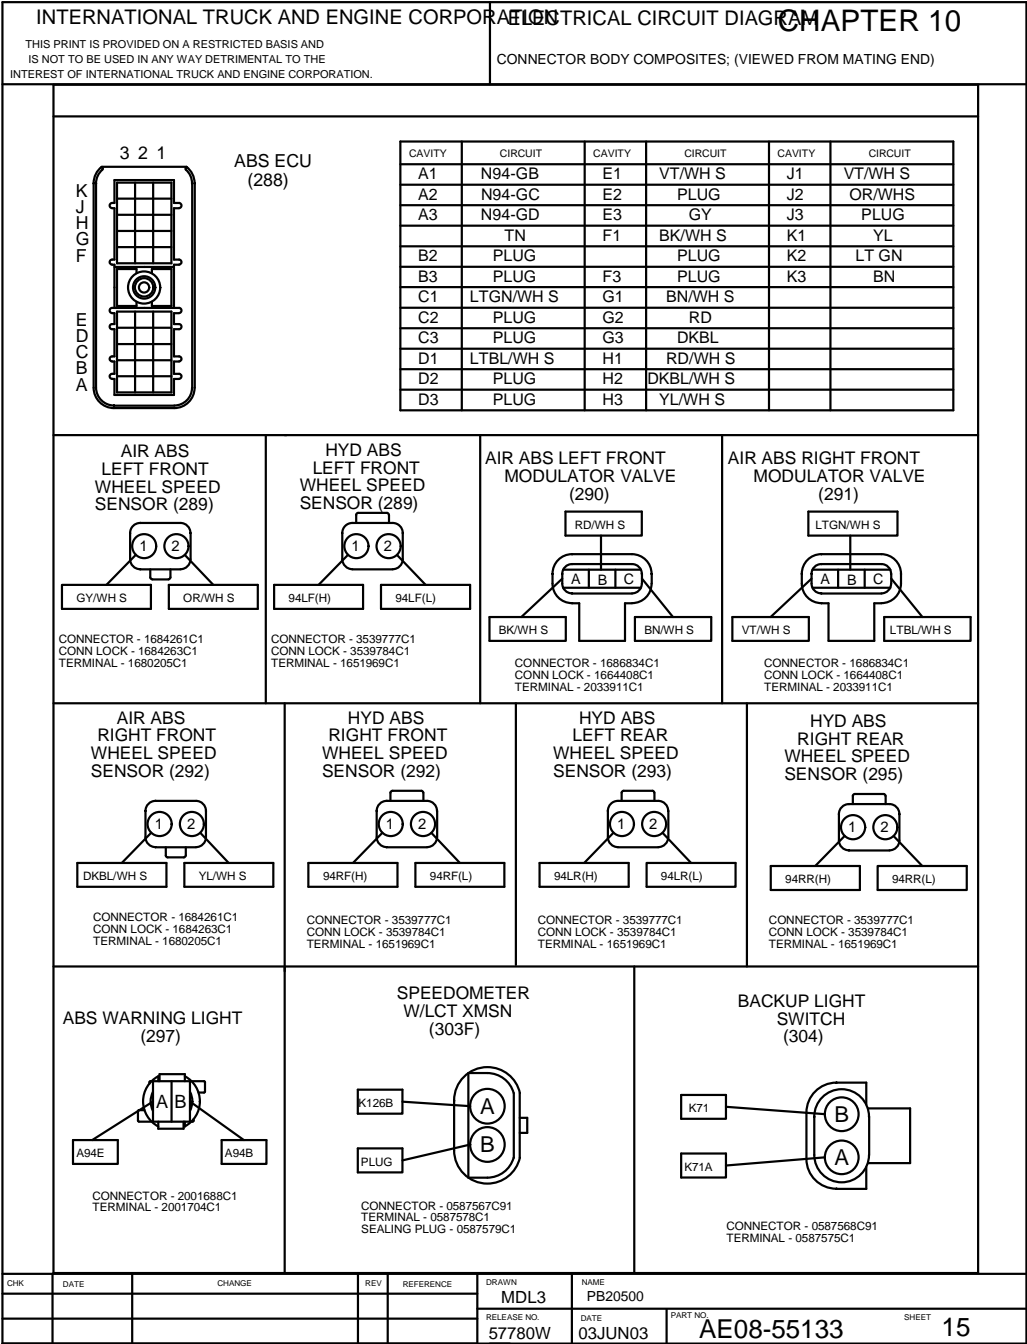 INTERNATIONAL TRUCK AND ENGINE CORPORATION
THIS PRINT IS PROVIDED ON A RESTRICTED BASIS AND
IS NOT TO BE USED IN ANY WAY DETRIMENTAL TO THE
INTEREST OF INTERNATIONAL TRUCK AND ENGINE CORPORATION.
ELECTRICAL CIRCUIT DIAGRAM
CHAPTER 10
CONNECTOR BODY COMPOSITES; (VIEWED FROM MATING END)
3 2 1
K
J
H
G
F
E
D
C
B
A
ABS ECU
(288)
CAVITY CIRCUIT CAVITY CIRCUIT CAVITY CIRCUIT
A1 N94-GB E1 VT/WH S J1 VT/WH S
A2 N94-GC E2 PLUG J2 OR/WHS
A3 N94-GD E3 GY J3 PLUG
TN F1 BK/WH S K1 YL
B2 PLUG PLUG K2 LT GN
B3 PLUG F3 PLUG K3 BN
C1 LTGN/WH S G1 BN/WH S
C2 PLUG G2 RD
C3 PLUG G3 DKBL
D1 LTBL/WH S H1 RD/WH S
D2 PLUG H2 DKBL/WH S
D3 PLUG H3 YL/WH S
AIR ABS
LEFT FRONT
WHEEL SPEED
SENSOR (289)
1 2
GY/WH S OR/WH S
CONNECTOR - 1684261C1
CONN LOCK - 1684263C1
TERMINAL - 1680205C1
HYD ABS
LEFT FRONT
WHEEL SPEED
SENSOR (289)
1 2
94LF(H) 94LF(L)
CONNECTOR - 3539777C1
CONN LOCK - 3539784C1
TERMINAL - 1651969C1
AIR ABS LEFT FRONT
MODULATOR VALVE
(290)
RD/WH S
A B C
BK/WH S BN/WH S
CONNECTOR - 1686834C1
CONN LOCK - 1664408C1
TERMINAL - 2033911C1
AIR ABS RIGHT FRONT
MODULATOR VALVE
(291)
LTGN/WH S
A B C
VT/WH S LTBL/WH S
CONNECTOR - 1686834C1
CONN LOCK - 1664408C1
TERMINAL - 2033911C1
AIR ABS
RIGHT FRONT
WHEEL SPEED
SENSOR (292)
1 2
DKBL/WH S YL/WH S
CONNECTOR - 1684261C1
CONN LOCK - 1684263C1
TERMINAL - 1680205C1
HYD ABS
RIGHT FRONT
WHEEL SPEED
SENSOR (292)
1 2
94RF(H) 94RF(L)
CONNECTOR - 3539777C1
CONN LOCK - 3539784C1
TERMINAL - 1651969C1
HYD ABS
LEFT REAR
WHEEL SPEED
SENSOR (293)
1 2
94LR(H) 94LR(L)
CONNECTOR - 3539777C1
CONN LOCK - 3539784C1
TERMINAL - 1651969C1
HYD ABS
RIGHT REAR
WHEEL SPEED
SENSOR (295)
1 2
94RR(H) 94RR(L)
CONNECTOR - 3539777C1
CONN LOCK - 3539784C1
TERMINAL - 1651969C1
ABS WARNING LIGHT
(297)
A B
A94E A94B
CONNECTOR - 2001688C1
TERMINAL - 2001704C1
SPEEDOMETER
W/LCT XMSN
(303F)
K126B A
PLUG B
CONNECTOR - 0587567C91
TERMINAL - 0587578C1
SEALING PLUG - 0587579C1
BACKUP LIGHT
SWITCH
(304)
K71 B
K71A A
CONNECTOR - 0587568C91
TERMINAL - 0587575C1
CHK DATE CHANGE REV REFERENCE
DRAWN MDL3
NAME PB20500
RELEASE NO. 57780W
DATE 03JUN03
PART NO. AE08-55133
SHEET 15